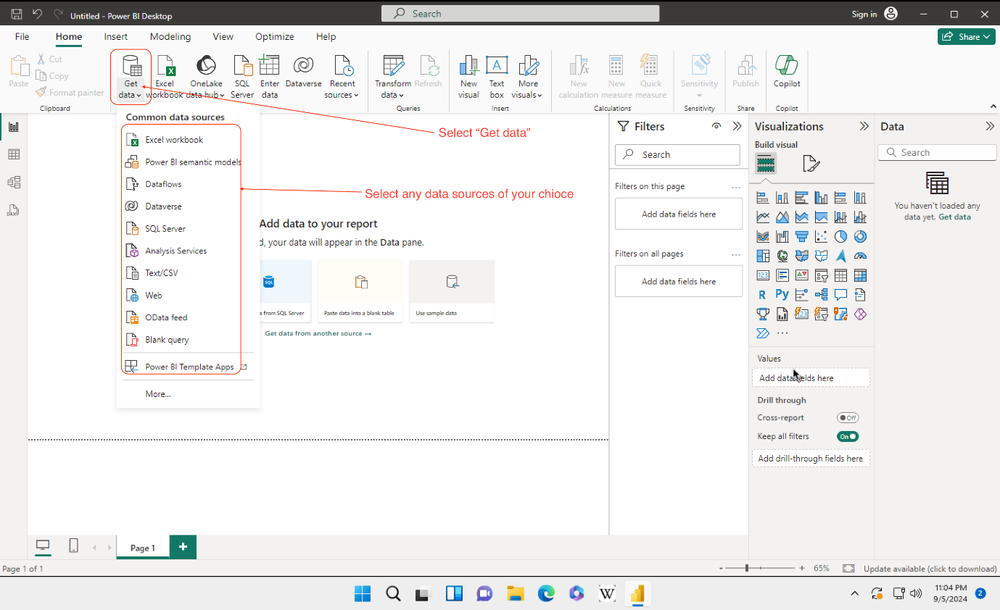 Untitled - Power BI Desktop
Search
Sign in
File
Home
Insert
Modeling
View
Optimize
Help
Share
Paste
Cut
Copy
Format painter
Clipboard
Get data
Excel workbook
OneLake data hub
SQL Server
Enter data
Dataverse
Recent sources
Transform data
Refresh
Queries
New visual
Text box
More visuals
Insert
New calculation
New measure
Quick measure
Calculations
Sensitivity
Sensitivity
Publish
Share
Copilot
Copilot
Common data sources
Excel workbook
Power BI semantic models
Dataflows
Dataverse
SQL Server
Analysis Services
Text/CSV
Web
OData feed
Blank query
Power BI Template Apps
More...
Select “Get data”
Select any data sources of your chioce
Add data to your report
d, your data will appear in the Data pane.
SQL
a from SQL Server
Paste data into a blank table
Use sample data
Get data from another source →
Filters
Search
Filters on this page
...
Add data fields here
Filters on all pages
...
Add data fields here
Visualizations
Build visual
123
R
Py
123
...
Values
Add data fields here
Drill through
Cross-report
Off
Keep all filters
On
Add drill-through fields here
Data
Search
You haven't loaded any
data yet. Get data
DAX
Page 1
+
Page 1 of 1
-
+
65%
Update available (click to download)
W
11:04 PM
9/5/2024
2